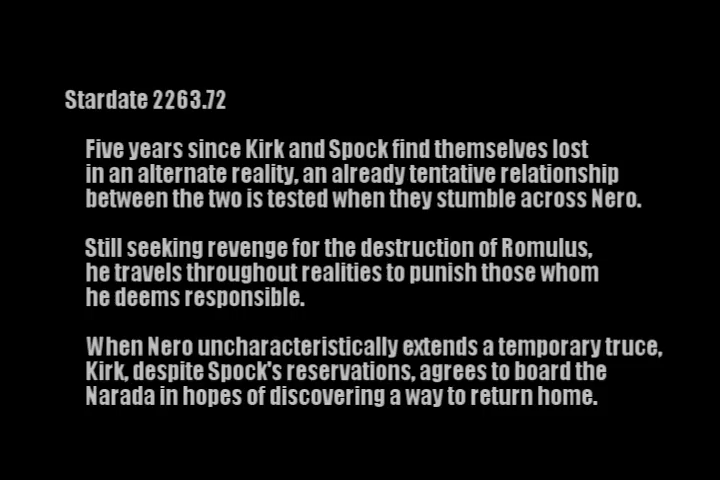 Stardate 2263.72
Five years since Kirk and Spock find themselves lost
in an alternate reality, an already tentative relationship
between the two is tested when they stumble across Nero.
Still seeking revenge for the destruction of Romulus,
he travels throughout realities to punish those whom
he deems responsible.
When Nero uncharacteristically extends a temporary truce,
Kirk, despite Spock's reservations, agrees to board the
Narada in hopes of discovering a way to return home.